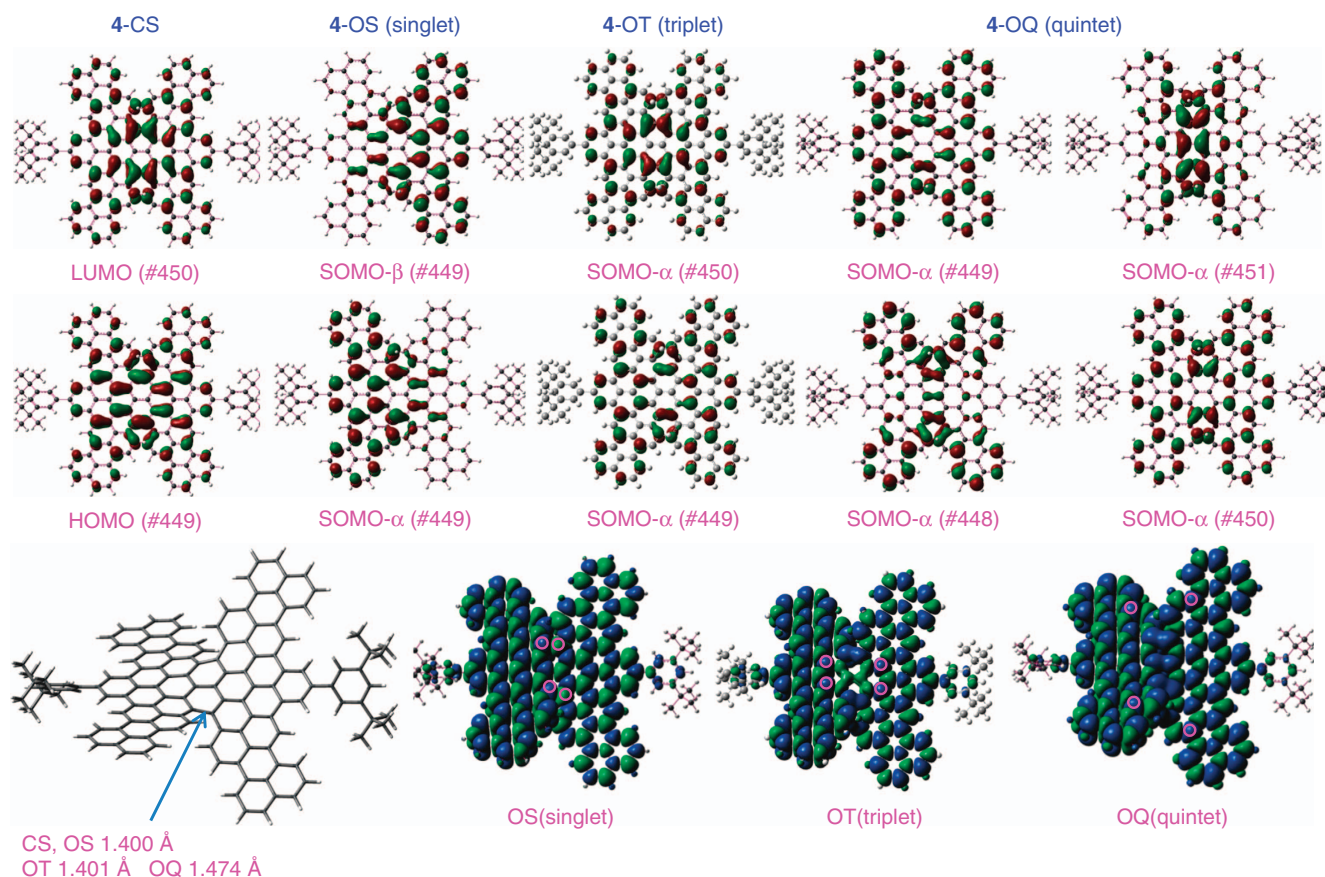 4-CS
4-OS (singlet)
4-OT (triplet)
4-OQ (quintet)
LUMO (#450)
SOMO-β (#449)
SOMO-α (#450)
SOMO-α (#449)
SOMO-α (#451)
HOMO (#449)
SOMO-α (#449)
SOMO-α (#449)
SOMO-α (#448)
SOMO-α (#450)
OS(singlet)
OT(triplet)
OQ(quintet)
CS, OS 1.400 Å
OT 1.401 Å OQ 1.474 Å